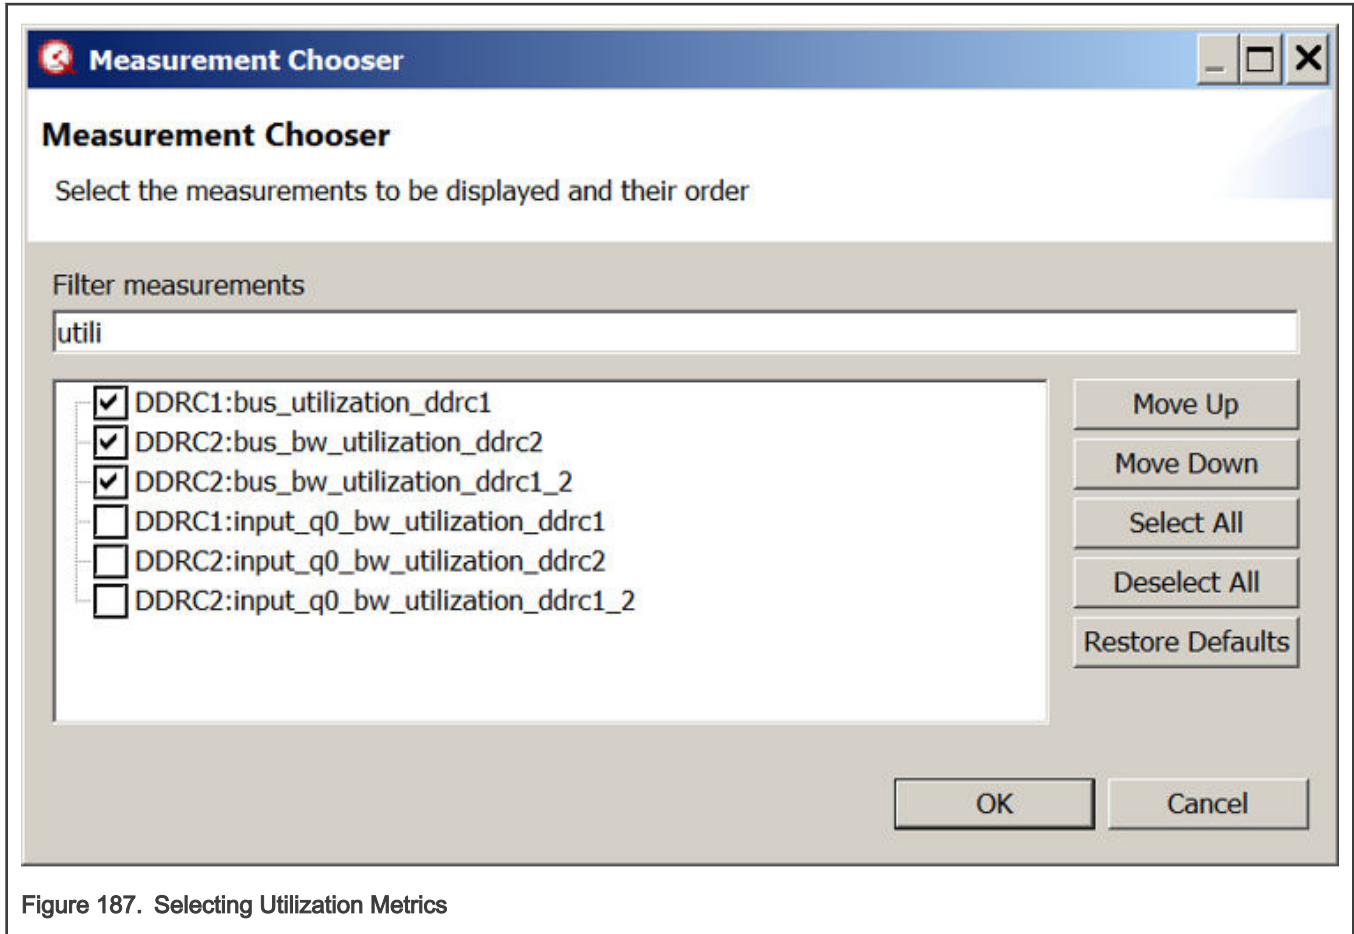 Measurement Chooser
Measurement Chooser
Select the measurements to be displayed and their order
Filter measurements
utili
DDRC1:bus_utilization_ddrc1
DDRC2:bus_bw_utilization_ddrc2
DDRC2:bus_bw_utilization_ddrc1_2
DDRC1:input_q0_bw_utilization_ddrc1
DDRC2:input_q0_bw_utilization_ddrc2
DDRC2:input_q0_bw_utilization_ddrc1_2
Move Up
Move Down
Select All
Deselect All
Restore Defaults
OK
Cancel
Figure 187. Selecting Utilization Metrics